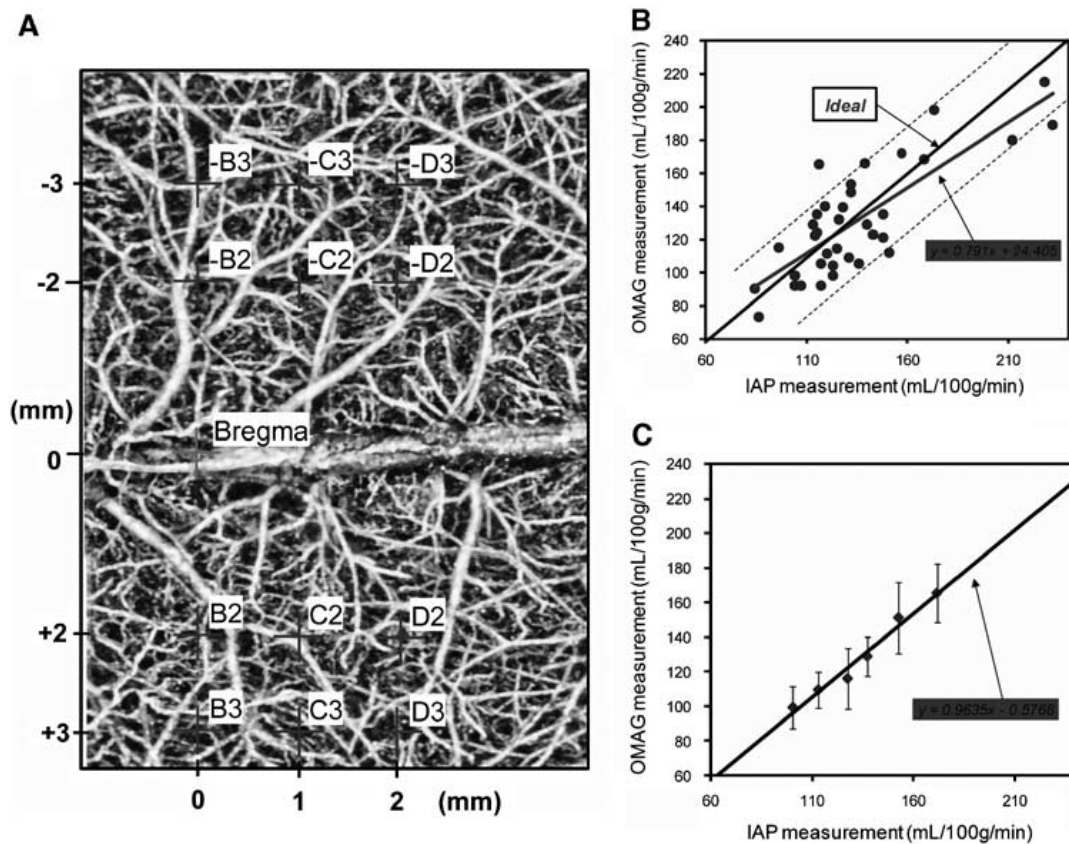 A
-B3
-C3
-D3
-3
-B2
-C2
-D2
-2
(mm)
Bregma
0
B2
C2
D2
+2
B3
C3
D3
+3
0
1
2
(mm)
B
240
220
200
180
160
140
120
100
80
60
OMAG measurement (mL/100g/min)
Ideal
y = 0.791x + 24.405
60
110
160
210
IAP measurement (mL/100g/min)
C
240
220
200
180
160
140
120
100
80
60
OMAG measurement (mL/100g/min)
y = 0.9635x - 0.5768
60
110
160
210
IAP measurement (mL/100g/min)